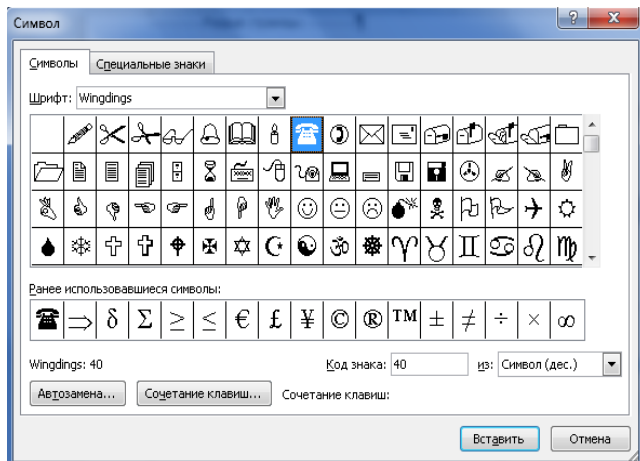 Символ
Символы Специальные знаки
Шрифт: Wingdings
Ранее использовавшиеся символы:
☎ ⇒ δ Σ ≥ ≤ € £ ¥ © ® ™ ± ≠ ÷ × ∞
Wingdings: 40 Код знака: 40 из: Символ (дес.)
Автозамена... Сочетание клавиш... Сочетание клавиш:
Вставить Отмена